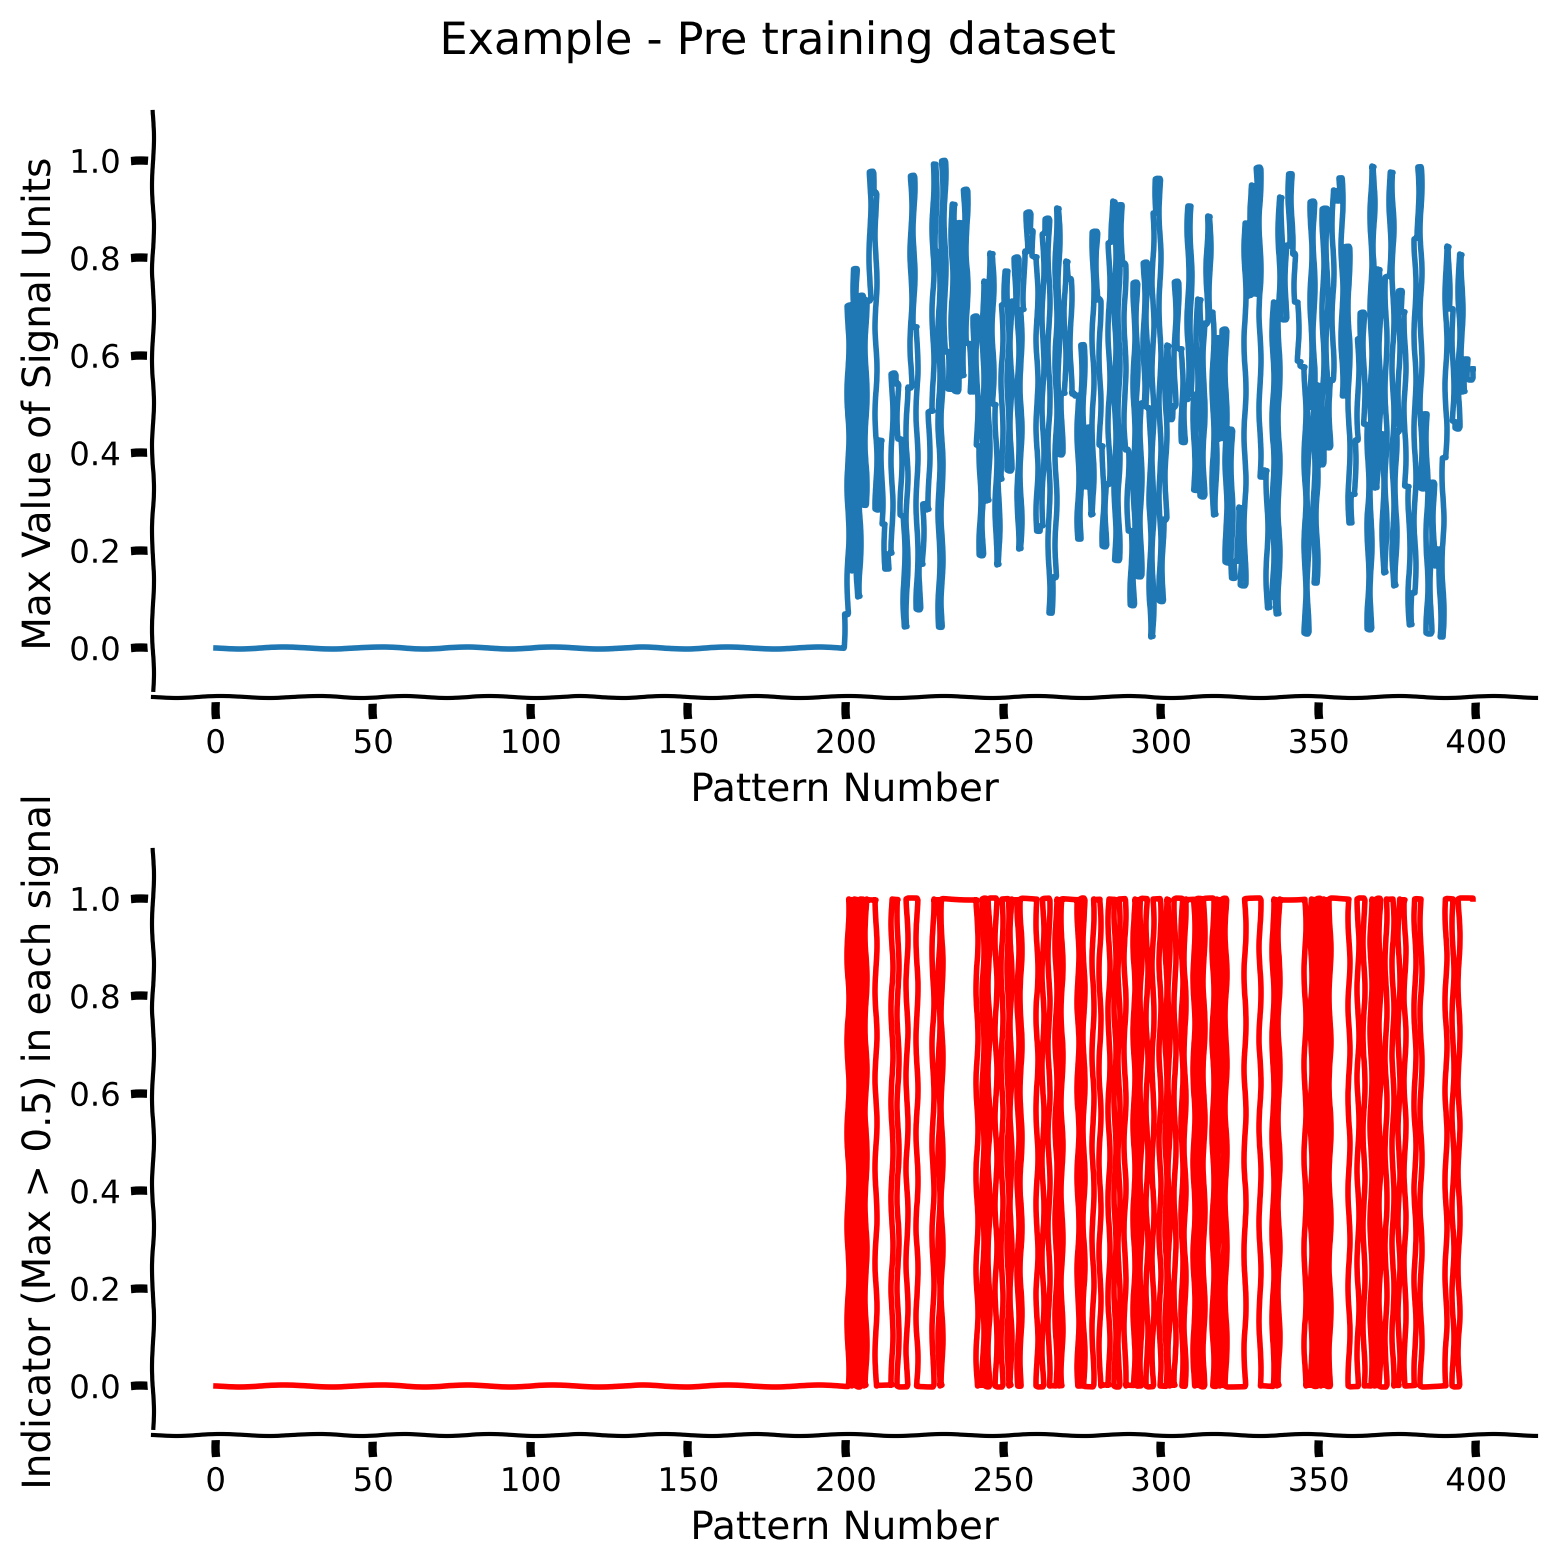 Example - Pre training dataset
Max Value of Signal Units
1.0
0.8
0.6
0.4
0.2
0.0
0 50 100 150 200 250 300 350 400
Pattern Number
Indicator (Max > 0.5) in each signal
1.0
0.8
0.6
0.4
0.2
0.0
0 50 100 150 200 250 300 350 400
Pattern Number